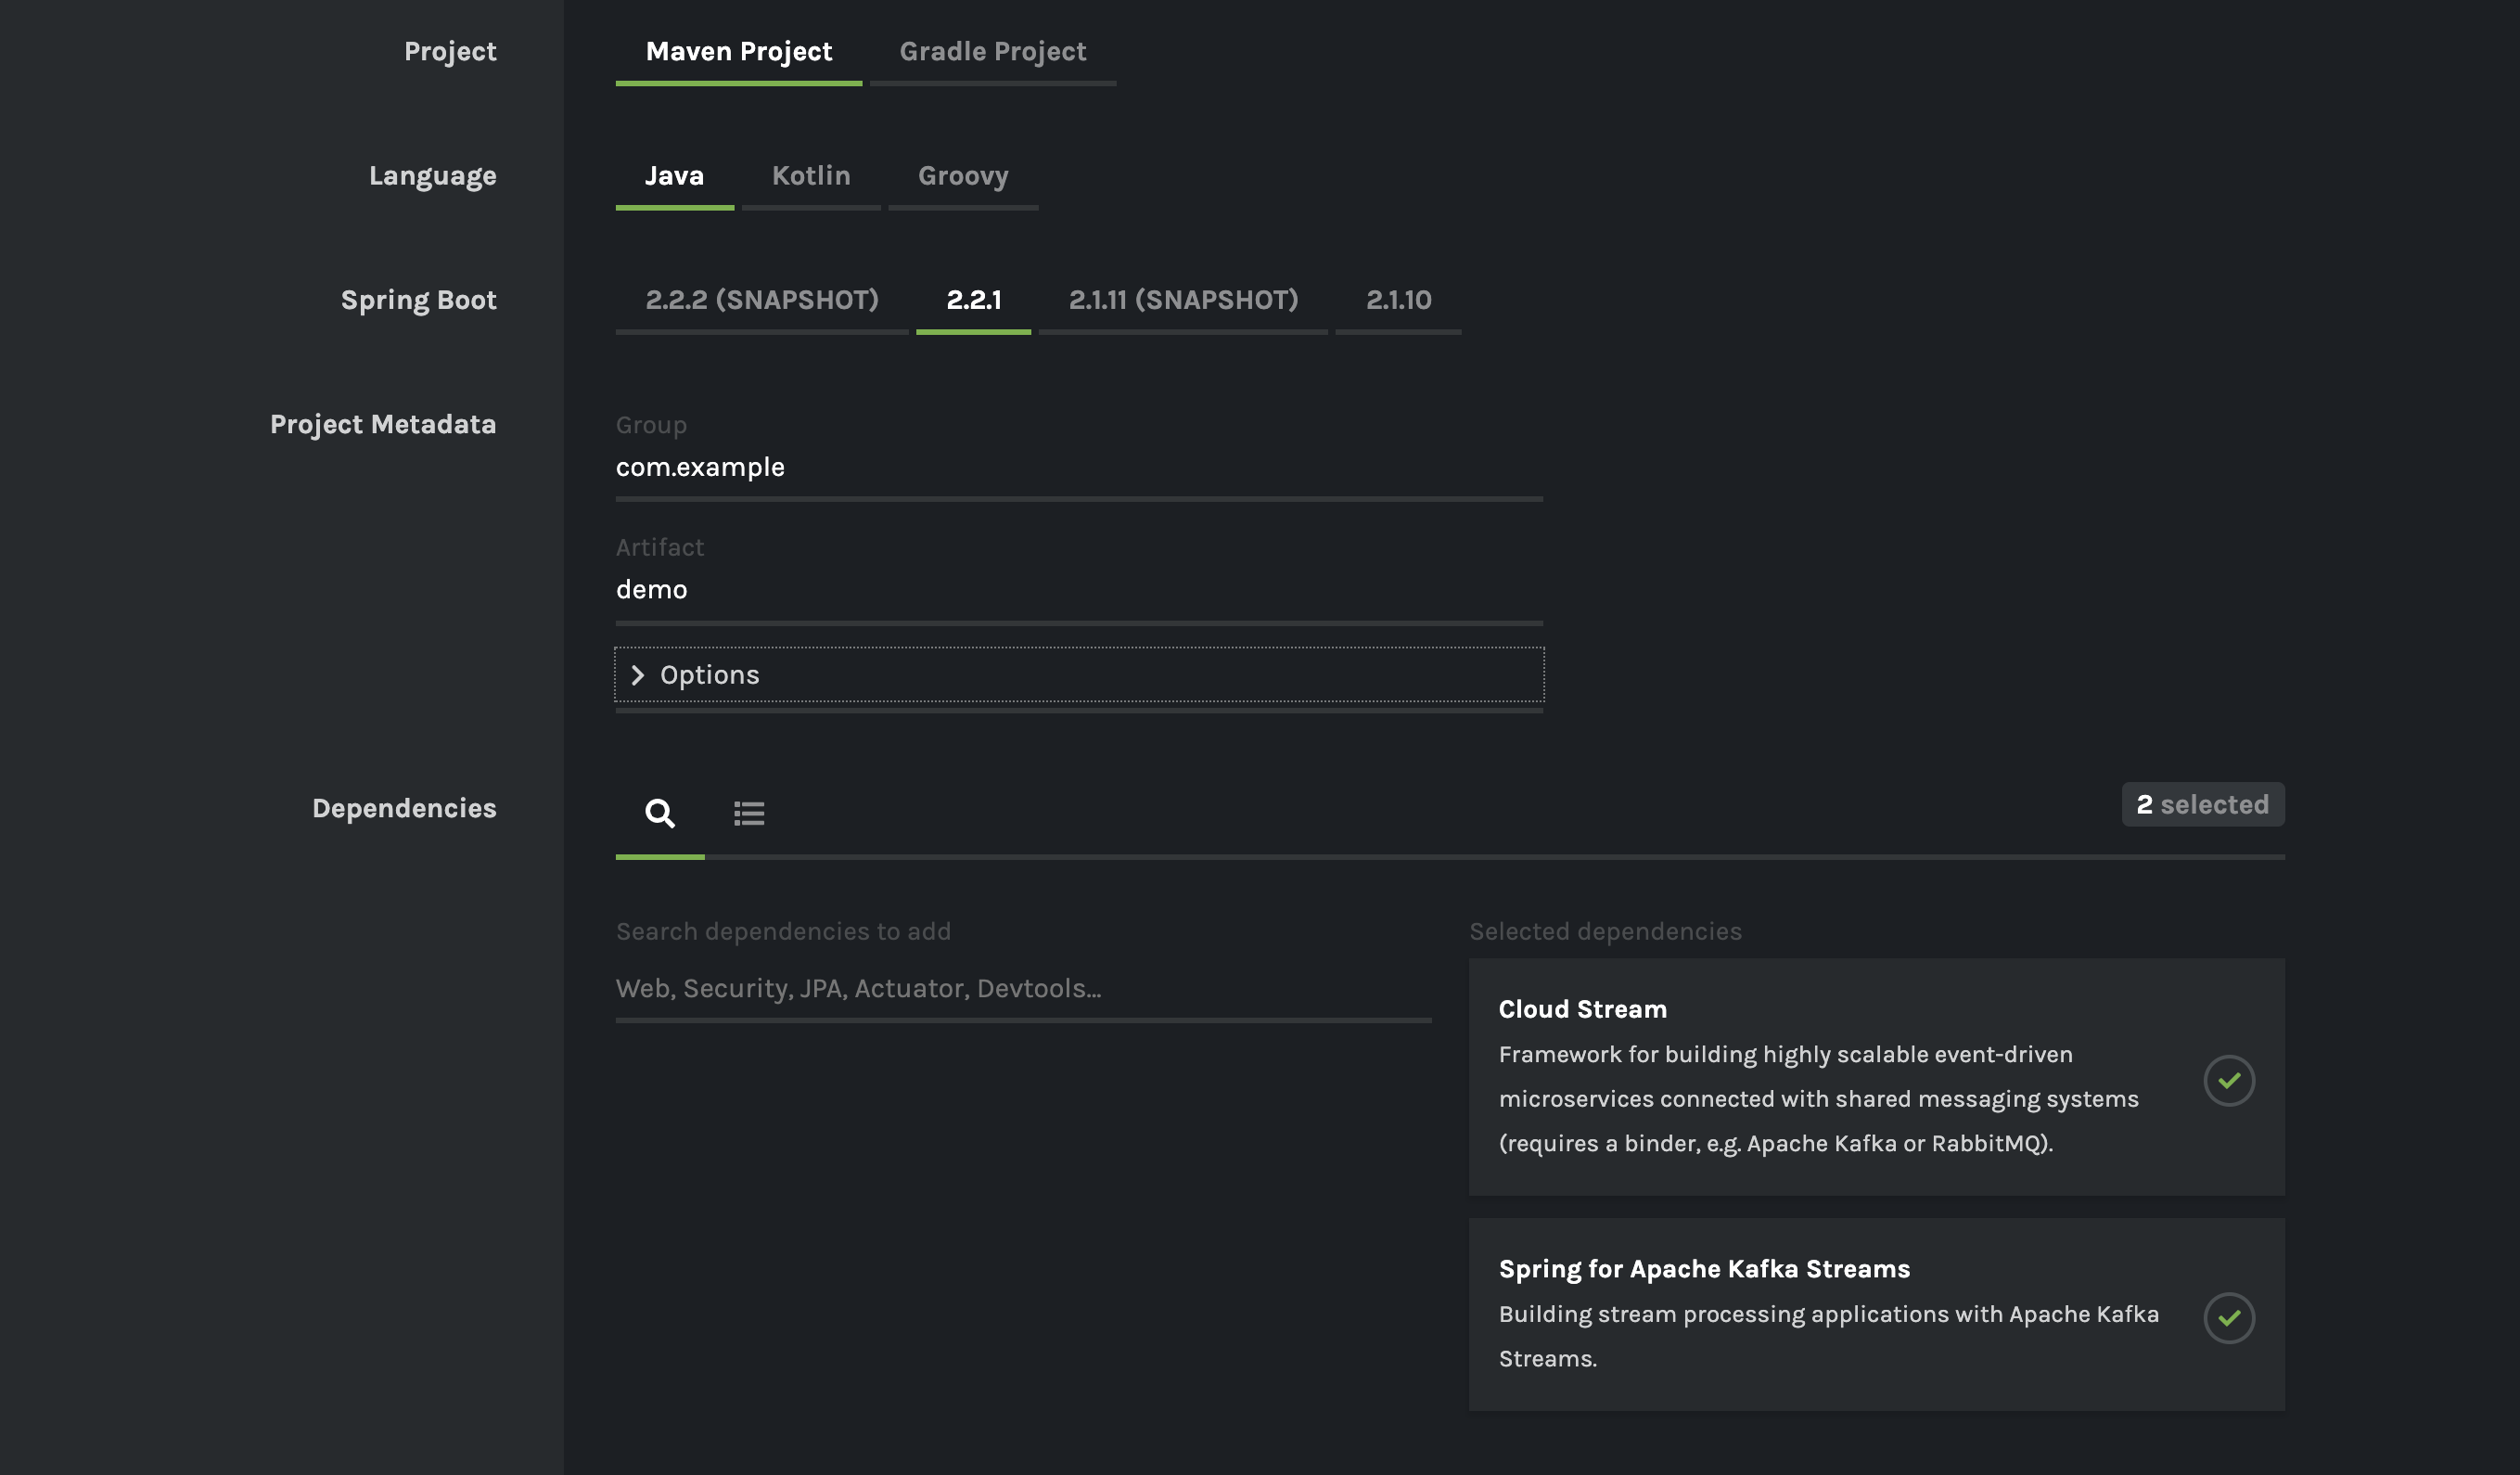 Project
Maven Project Gradle Project
Language
Java Kotlin Groovy
Spring Boot
2.2.2 (SNAPSHOT) 2.2.1 2.1.11 (SNAPSHOT) 2.1.10
Project Metadata
Group
com.example
Artifact
demo
Options
Dependencies
2 selected
Search dependencies to add
Web, Security, JPA, Actuator, Devtools...
Selected dependencies
Cloud Stream
Framework for building highly scalable event-driven
microservices connected with shared messaging systems
(requires a binder, e.g. Apache Kafka or RabbitMQ).
Spring for Apache Kafka Streams
Building stream processing applications with Apache Kafka
Streams.